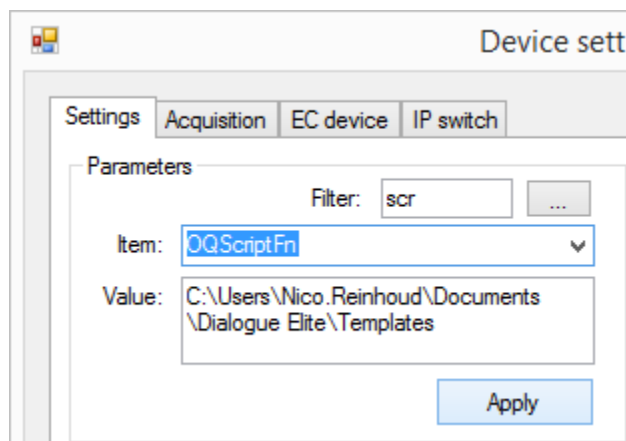 Device sett
Settings Acquisition EC device IP switch
Parameters
Filter: scr ...
Item: OQScriptFn
Value: C:\Users\Nico.Reinhoud\Documents
\Dialogue Elite\Templates
Apply